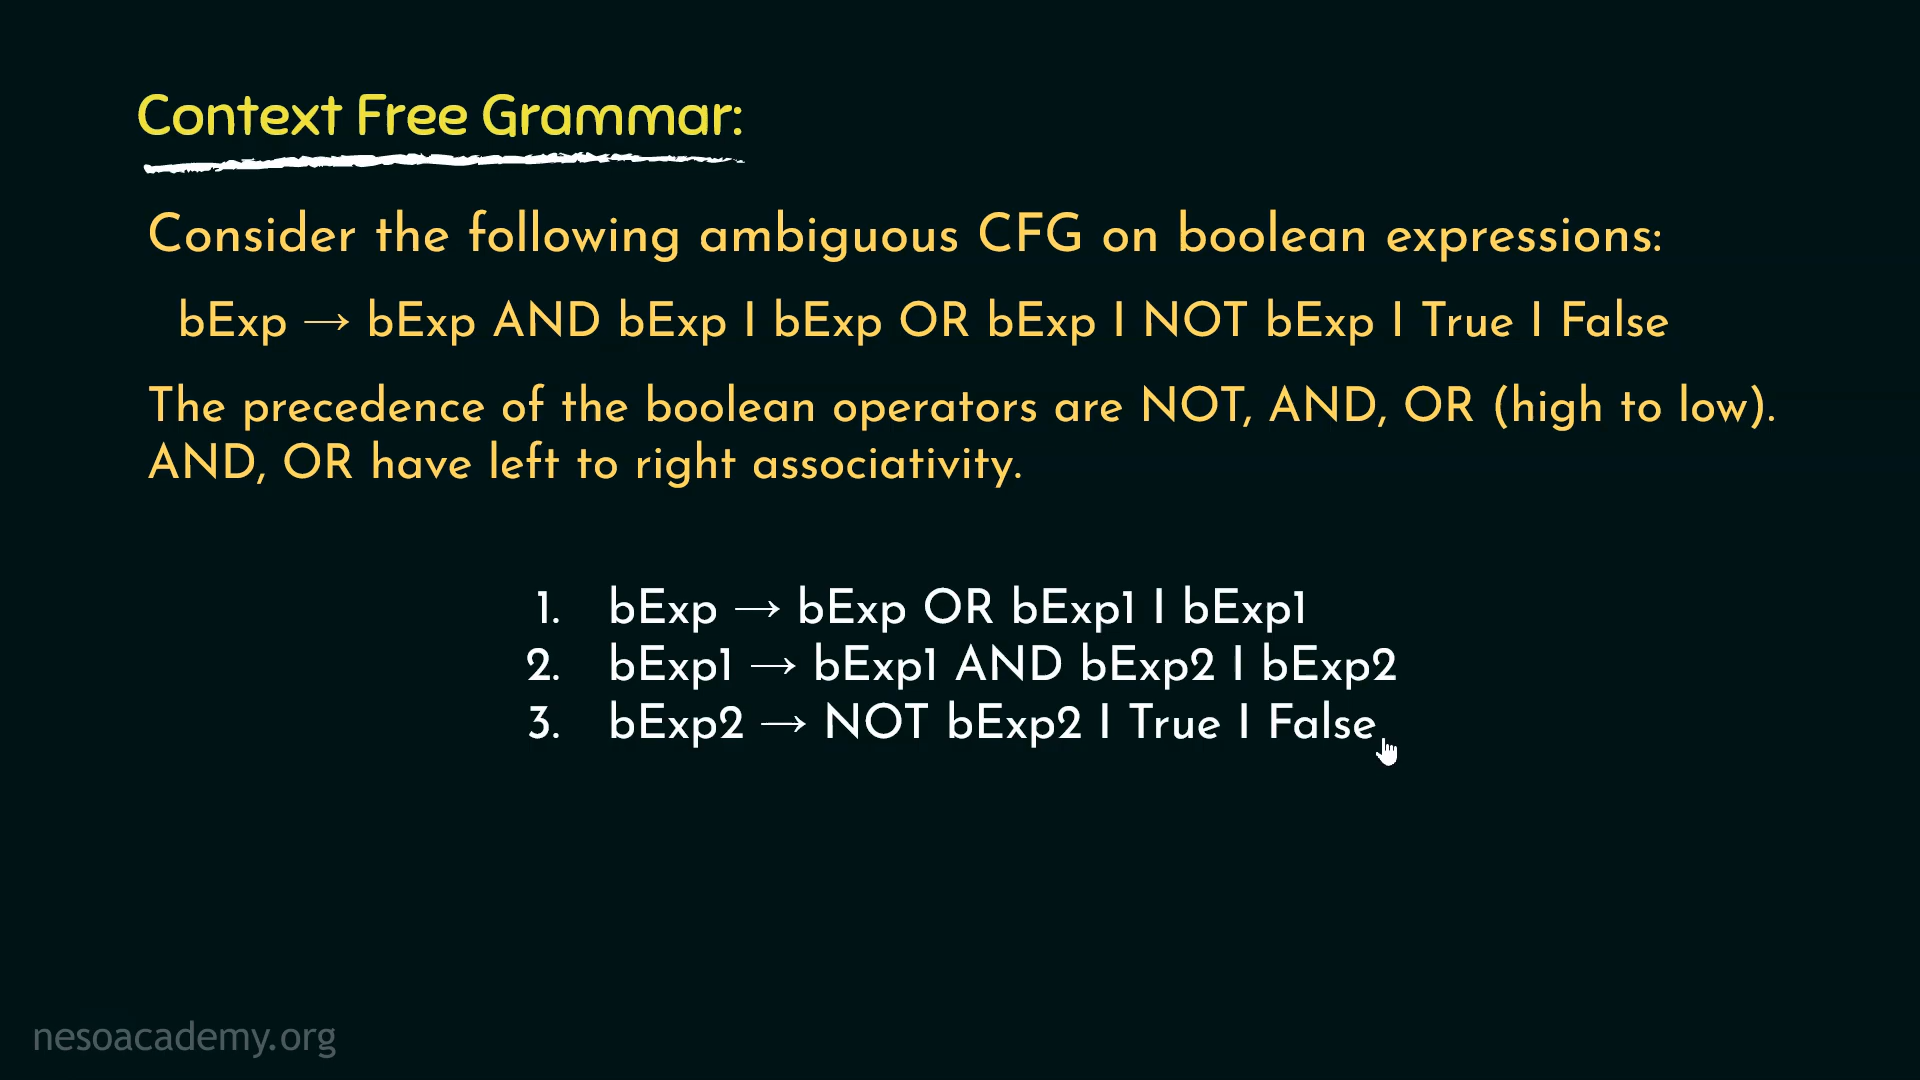 Context Free Grammar:
Consider the following ambiguous CFG on boolean expressions:
bExp → bExp AND bExp | bExp OR bExp | NOT bExp | True | False
The precedence of the boolean operators are NOT, AND, OR (high to low).
AND, OR have left to right associativity.
1. bExp → bExp OR bExp1 | bExp1
2. bExp1 → bExp1 AND bExp2 | bExp2
3. bExp2 → NOT bExp2 | True | False
nesoacademy.org